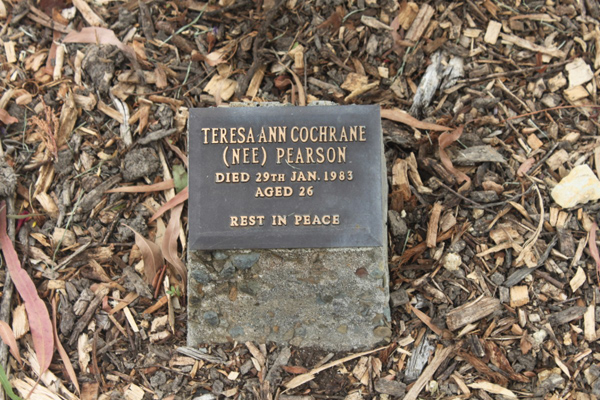 TERESA ANN COCHRANE
(NEE) PEARSON
DIED 29TH JAN. 1983
AGED 26
REST IN PEACE